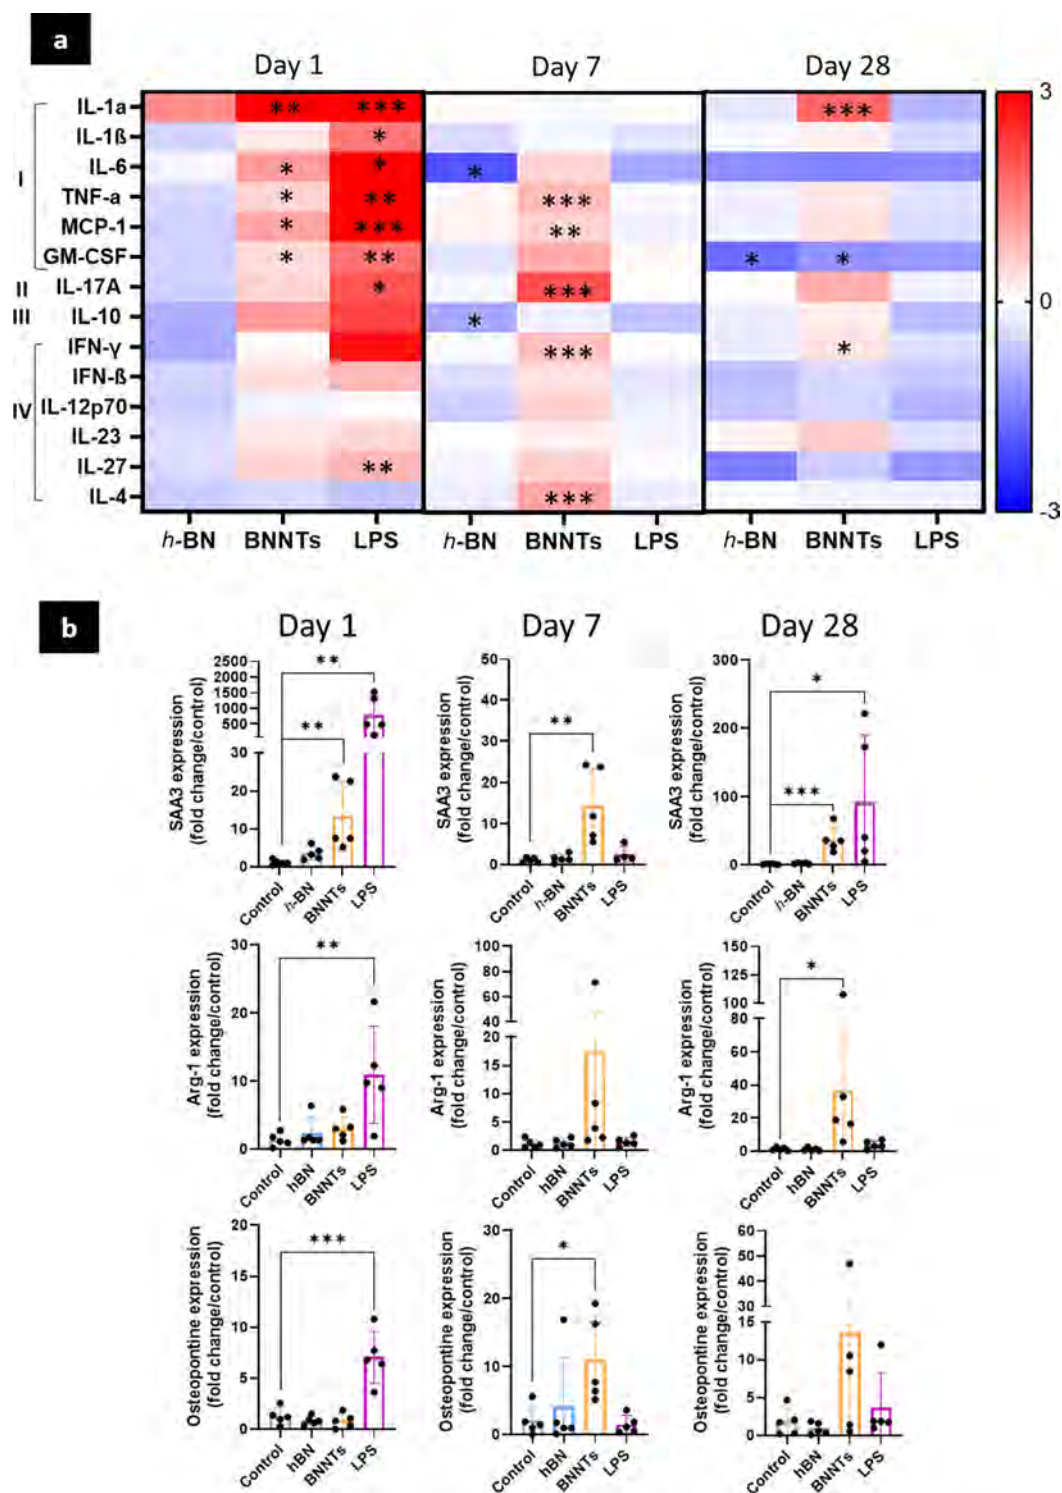 a
Day 1 Day 7 Day 28
IL-1a ** *** *** 3
IL-1ß *
I IL-6 * * *
TNF-a * ** ***
MCP-1 * *** **
GM-CSF * ** * *
II IL-17A * *** 0
III IL-10 *
IFN-γ *** *
IFN-ß
IV IL-12p70
IL-23
IL-27 **
IL-4 *** -3
h-BN BNNTs LPS h-BN BNNTs LPS h-BN BNNTs LPS
b
Day 1 Day 7 Day 28
SAA3 expression
(fold change/control)
2500
2000
1500
1000
500
30
20
10
0
**
**
Control h-BN BNNTs LPS
SAA3 expression
(fold change/control)
50
40
30
20
10
0
**
Control h-BN BNNTs LPS
SAA3 expression
(fold change/control)
300
200
100
0
*
***
Control h-BN BNNTs LPS
Arg-1 expression
(fold change/control)
30
20
10
0
**
Control hBN BNNTs LPS
Arg-1 expression
(fold change/control)
100
80
60
40
20
15
10
5
0
Control hBN BNNTs LPS
Arg-1 expression
(fold change/control)
150
125
100
80
60
40
20
0
*
Control hBN BNNTs LPS
Osteopontine expression
(fold change/control)
20
15
10
5
0
***
Control hBN BNNTs LPS
Osteopontine expression
(fold change/control)
30
20
10
0
*
Control hBN BNNTs LPS
Osteopontine expression
(fold change/control)
60
50
40
30
15
10
5
0
Control hBN BNNTs LPS